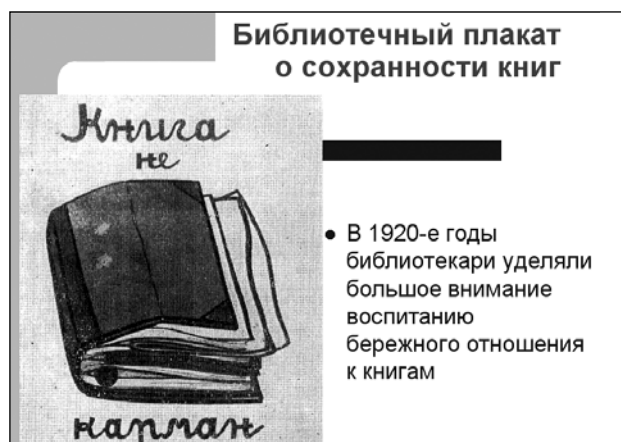 Библиотечный плакат
о сохранности книг
Книга
не
карман
В 1920-е годы
библиотекари уделяли
большое внимание
воспитанию
бережного отношения
к книгам